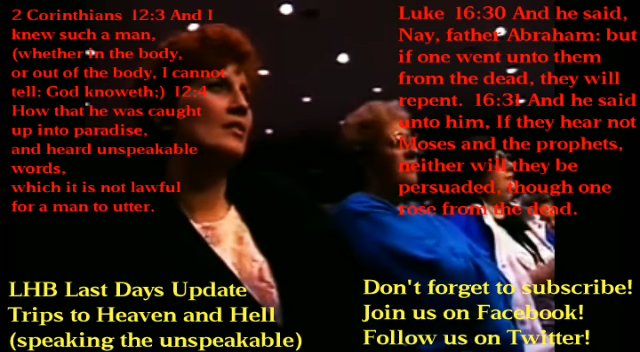 2 Corinthians 12:3 And I
knew such a man,
(whether in the body,
or out of the body, I cannot
tell: God knoweth;) 12:4
How that he was caught
up into paradise,
and heard unspeakable
words,
which it is not lawful
for a man to utter.
Luke 16:30 And he said,
Nay, father Abraham: but
if one went unto them
from the dead, they will
repent. 16:31 And he said
unto him, If they hear not
Moses and the prophets,
neither will they be
persuaded, though one
rose from the dead.
LHB Last Days Update
Trips to Heaven and Hell
(speaking the unspeakable)
Don't forget to subscribe!
Join us on Facebook!
Follow us on Twitter!